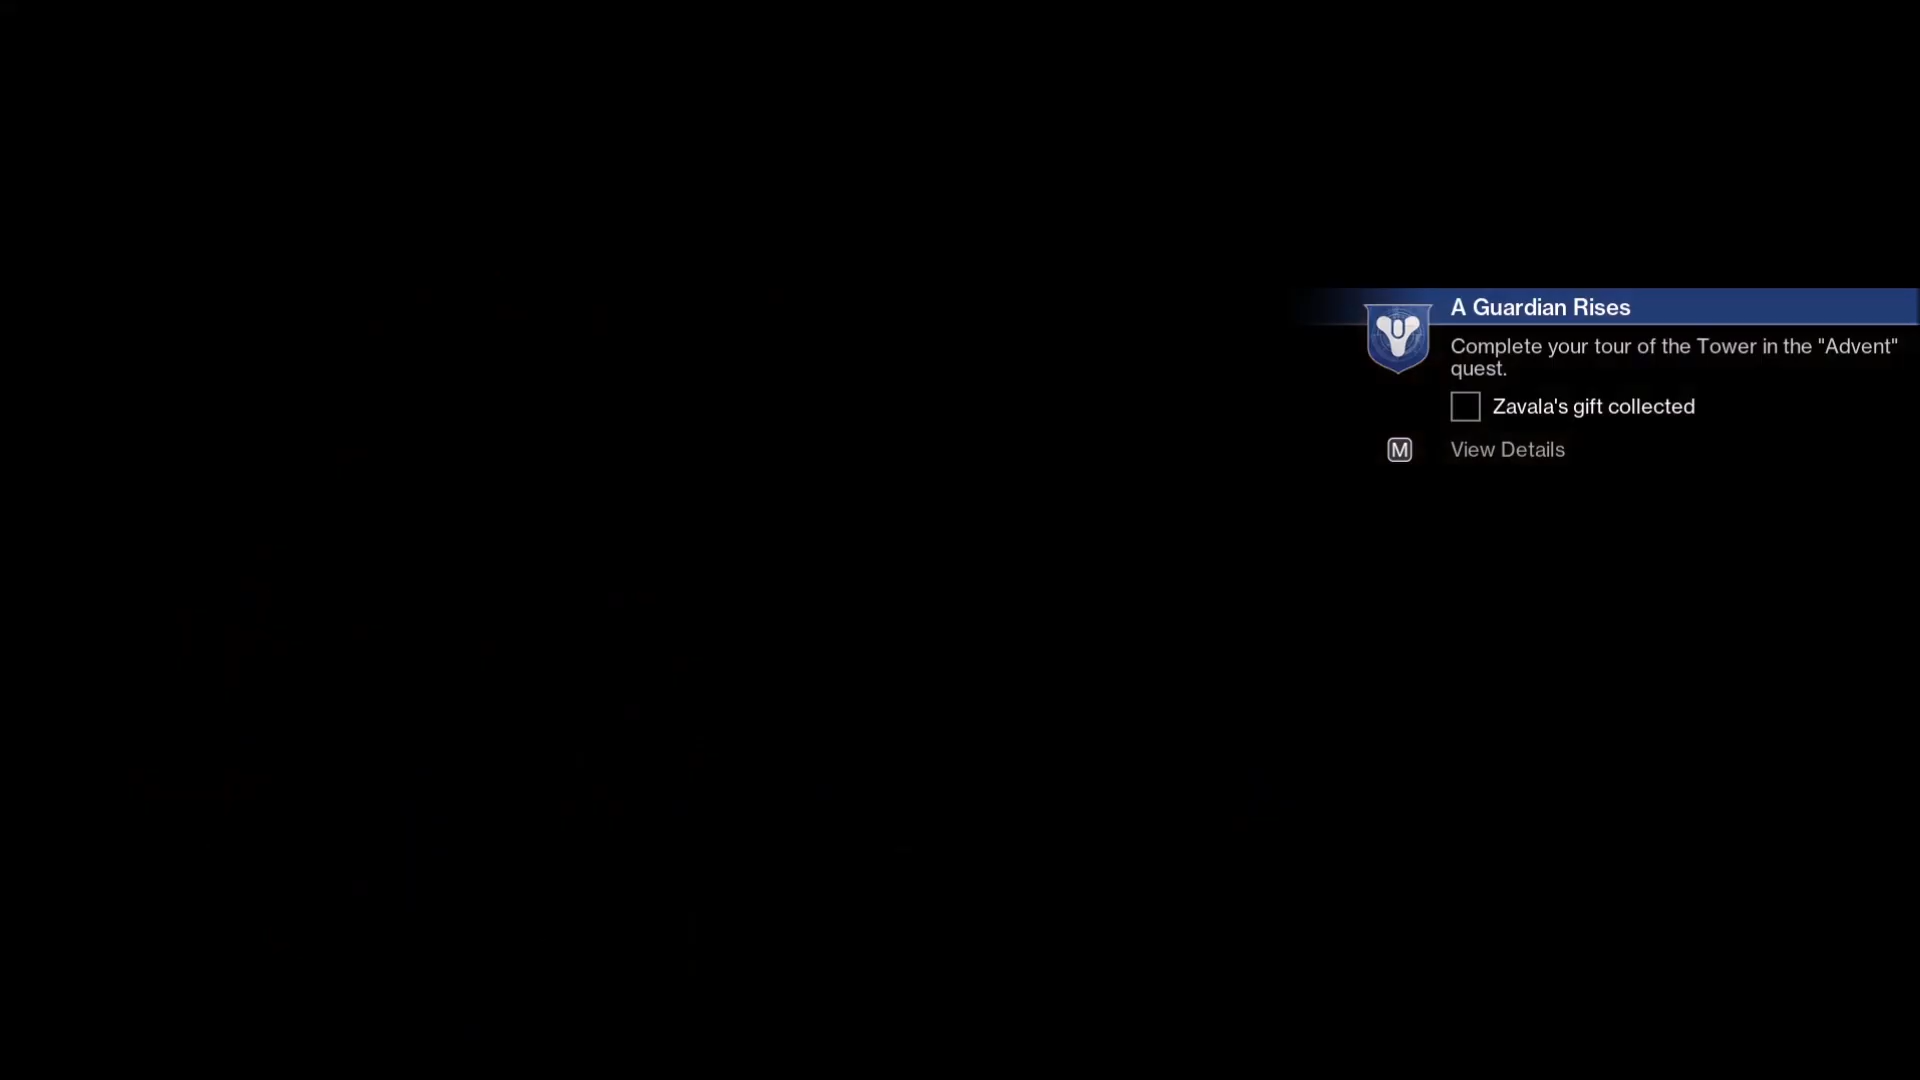 A Guardian Rises
Complete your tour of the Tower in the "Advent"
quest.
Zavala's gift collected
M View Details